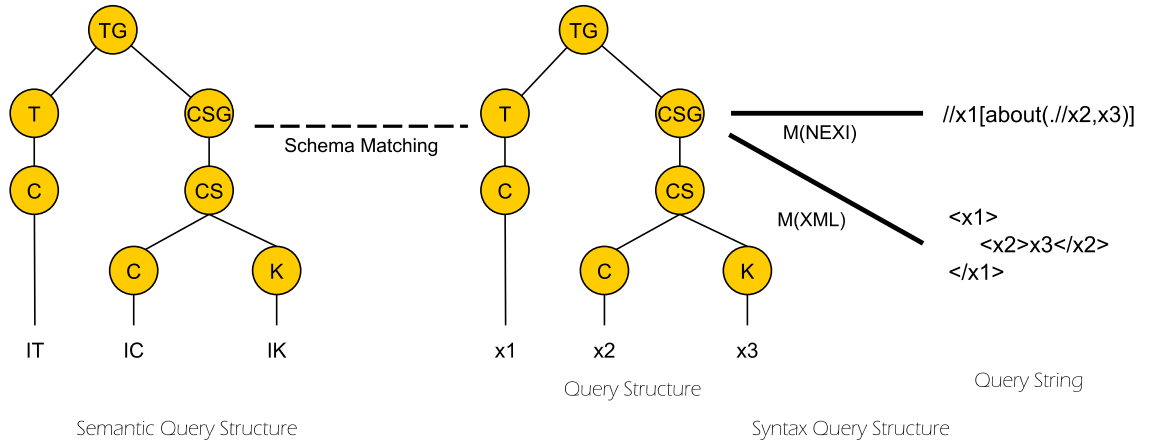 TG
T
CSG
C
CS
C
K
IT
IC
IK
Schema Matching
TG
T
CSG
C
CS
C
K
x1
x2
x3
M(NEXI)
M(XML)
//x1[about(.//x2,x3)]
<x1>
<x2>x3</x2>
</x1>
Query Structure
Query String
Semantic Query Structure
Syntax Query Structure